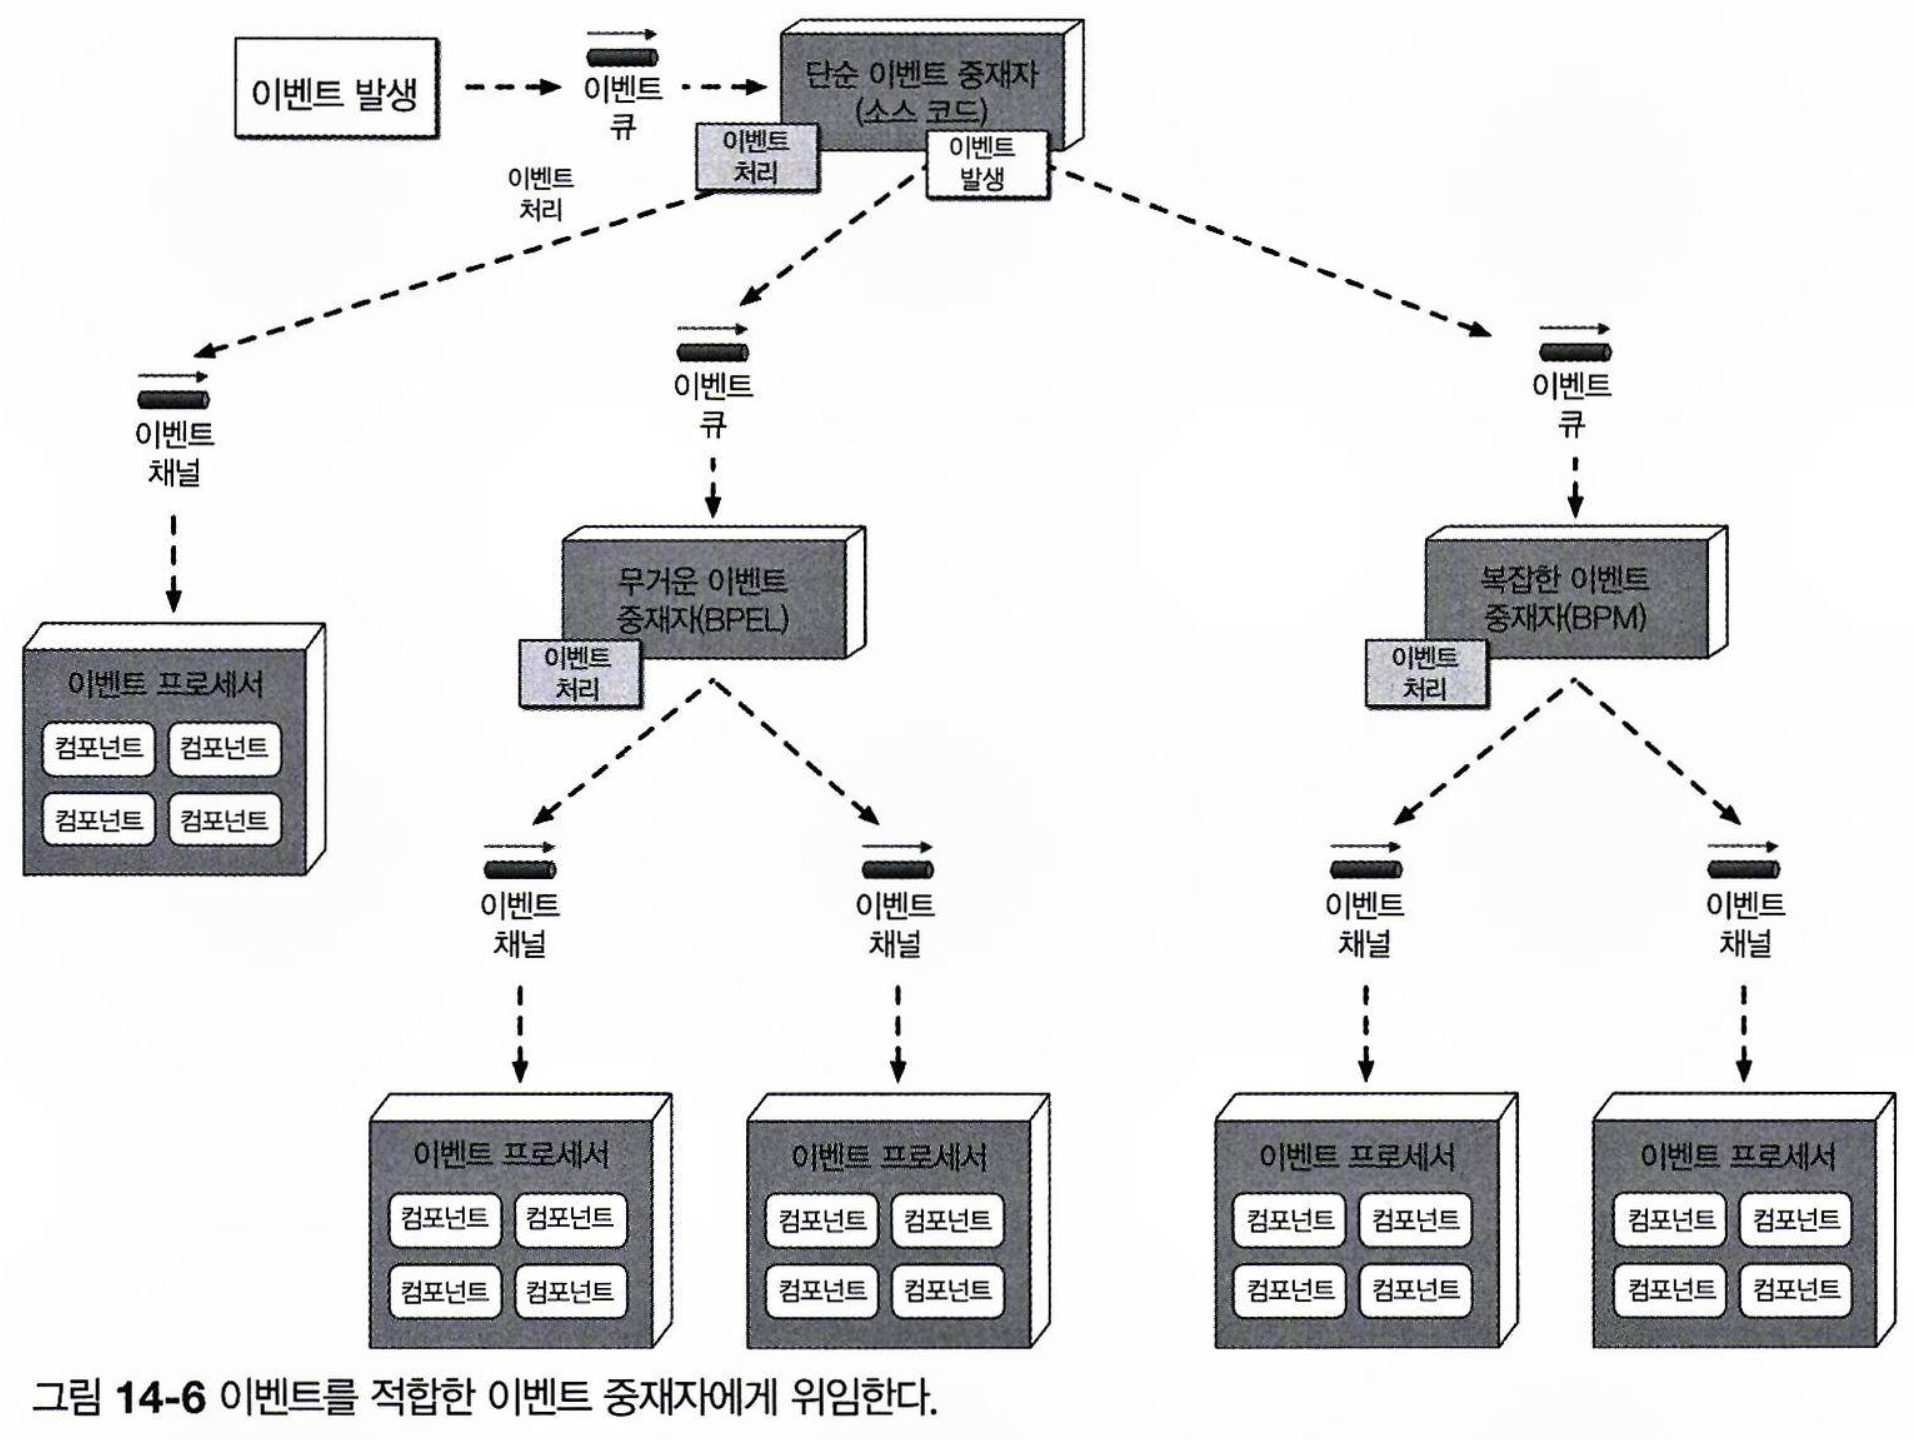 이벤트 발생
이벤트
큐
단순 이벤트 중재자
(소스 코드)
이벤트
처리
이벤트
발생
이벤트
처리
이벤트
채널
이벤트
큐
이벤트
큐
이벤트 프로세서
컴포넌트 컴포넌트
컴포넌트 컴포넌트
무거운 이벤트
중재자(BPEL)
이벤트
처리
복잡한 이벤트
중재자(BPM)
이벤트
처리
이벤트
채널
이벤트
채널
이벤트
채널
이벤트
채널
이벤트 프로세서
컴포넌트 컴포넌트
컴포넌트 컴포넌트
이벤트 프로세서
컴포넌트 컴포넌트
컴포넌트 컴포넌트
이벤트 프로세서
컴포넌트 컴포넌트
컴포넌트 컴포넌트
이벤트 프로세서
컴포넌트 컴포넌트
컴포넌트 컴포넌트
그림 14-6 이벤트를 적합한 이벤트 중재자에게 위임한다.